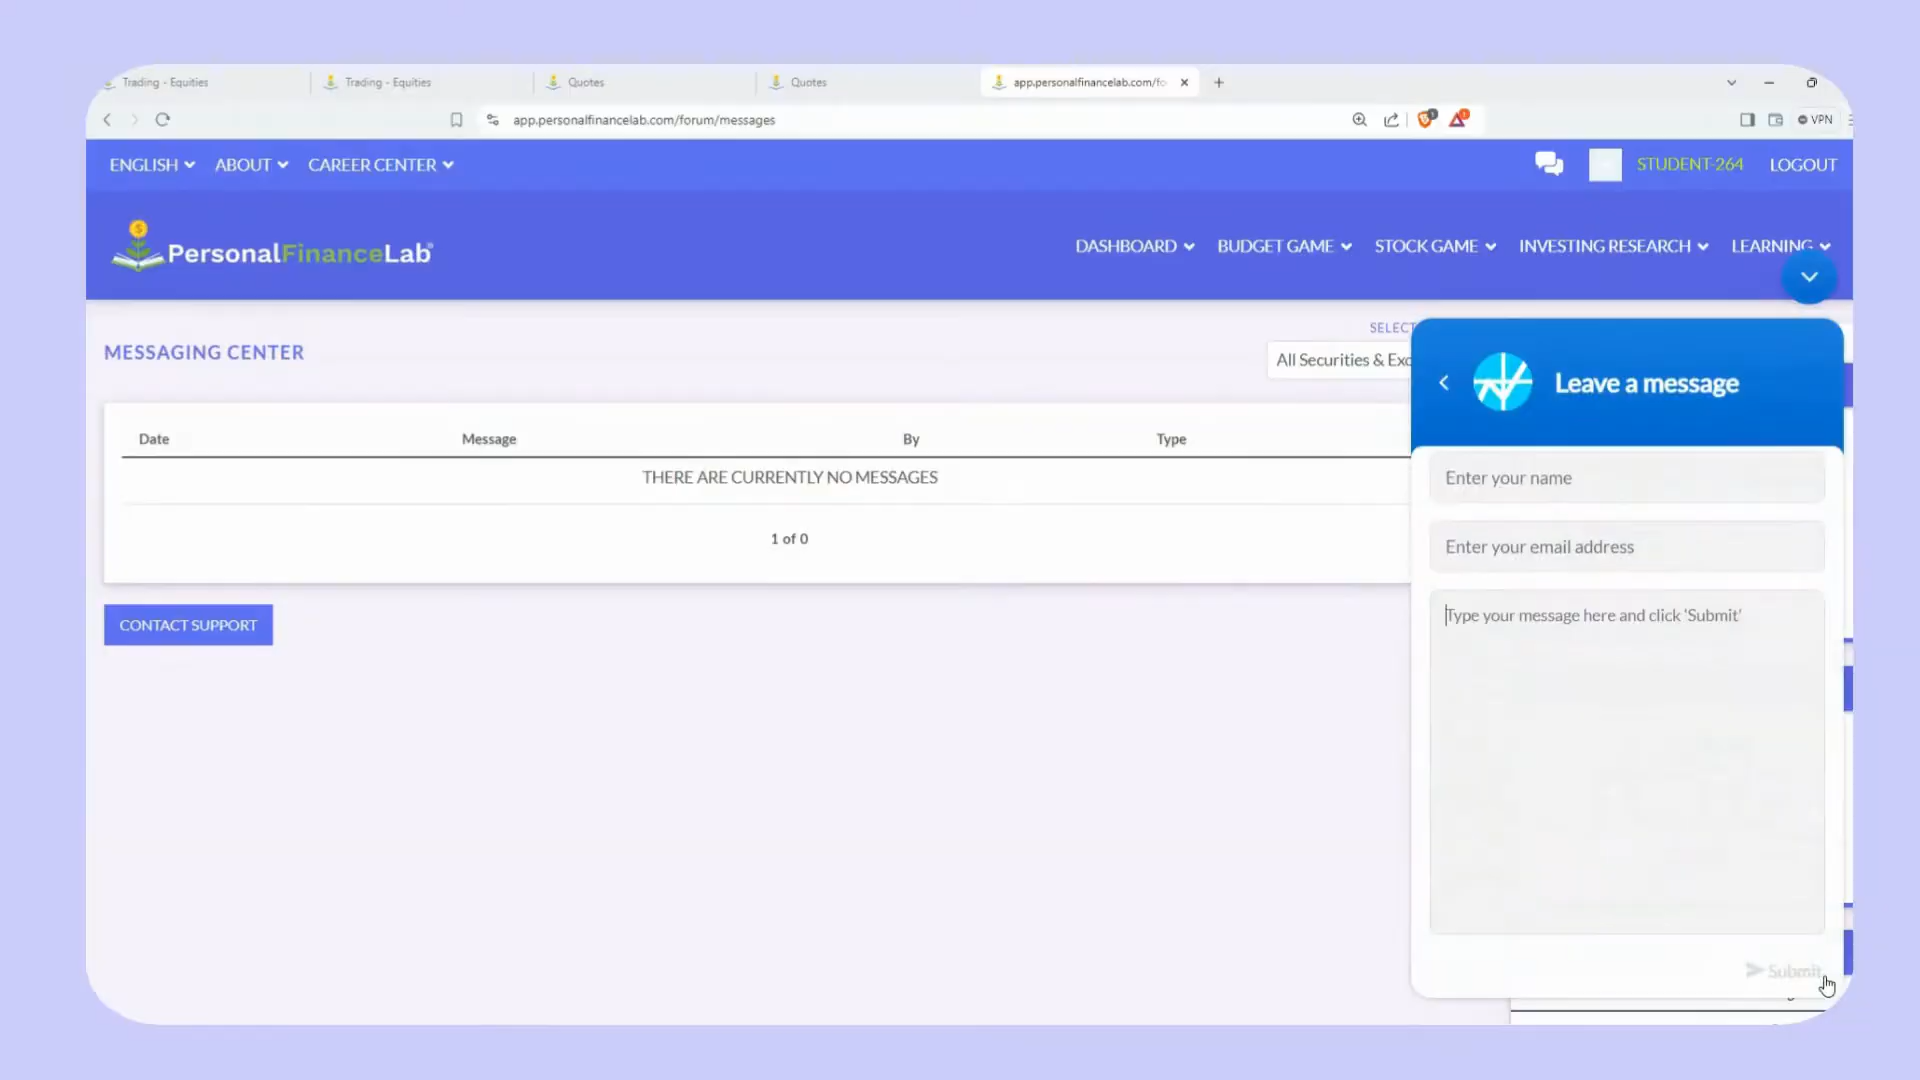 Trading - Equities
Trading - Equities
Quotes
Quotes
app.personalfinancelab.com/fo
app.personalfinancelab.com/forum/messages
VPN
ENGLISH
ABOUT
CAREER CENTER
STUDENT-264
LOGOUT
PersonalFinanceLab®
DASHBOARD
BUDGET GAME
STOCK GAME
INVESTING RESEARCH
LEARNING
MESSAGING CENTER
SELECT
All Securities & Exc
Date
Message
By
Type
THERE ARE CURRENTLY NO MESSAGES
1 of 0
CONTACT SUPPORT
Leave a message
Enter your name
Enter your email address
Type your message here and click 'Submit'
Submit